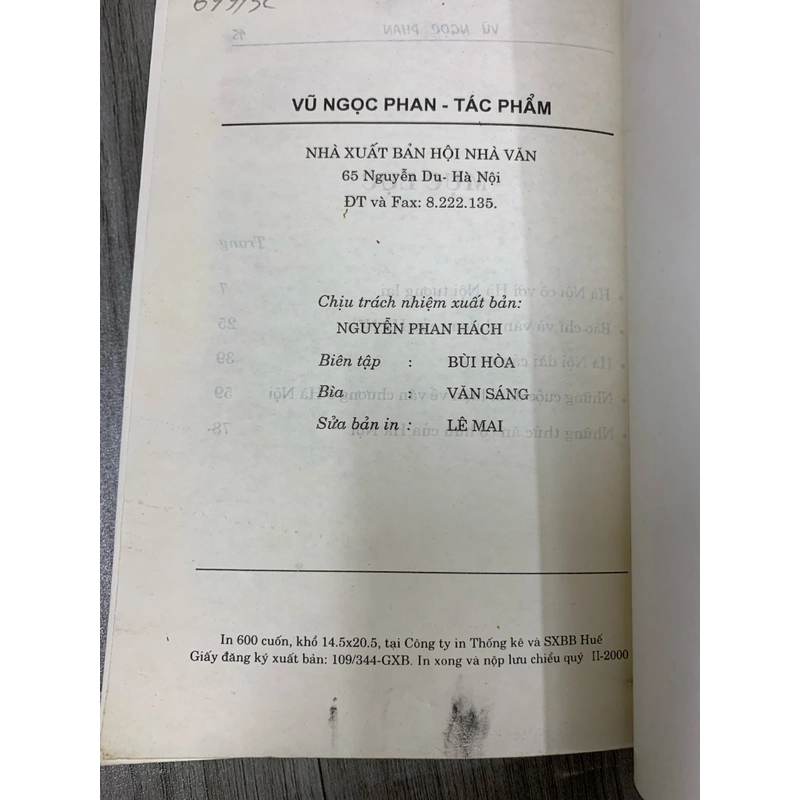 VŨ NGỌC PHAN - TÁC PHẨM
NHÀ XUẤT BẢN HỘI NHÀ VĂN
65 Nguyễn Du- Hà Nội
ĐT và Fax: 8.222.135.
Chịu trách nhiệm xuất bản:
NGUYỄN PHAN HÁCH
Biên tập : BÙI HÒA
Bìa : VĂN SÁNG
Sửa bản in : LÊ MAI
In 600 cuốn, khổ 14.5x20.5, tại Công ty in Thống kê và SXBB Huế
Giấy đăng ký xuất bản: 109/344-GXB. In xong và nộp lưu chiểu quý II-2000